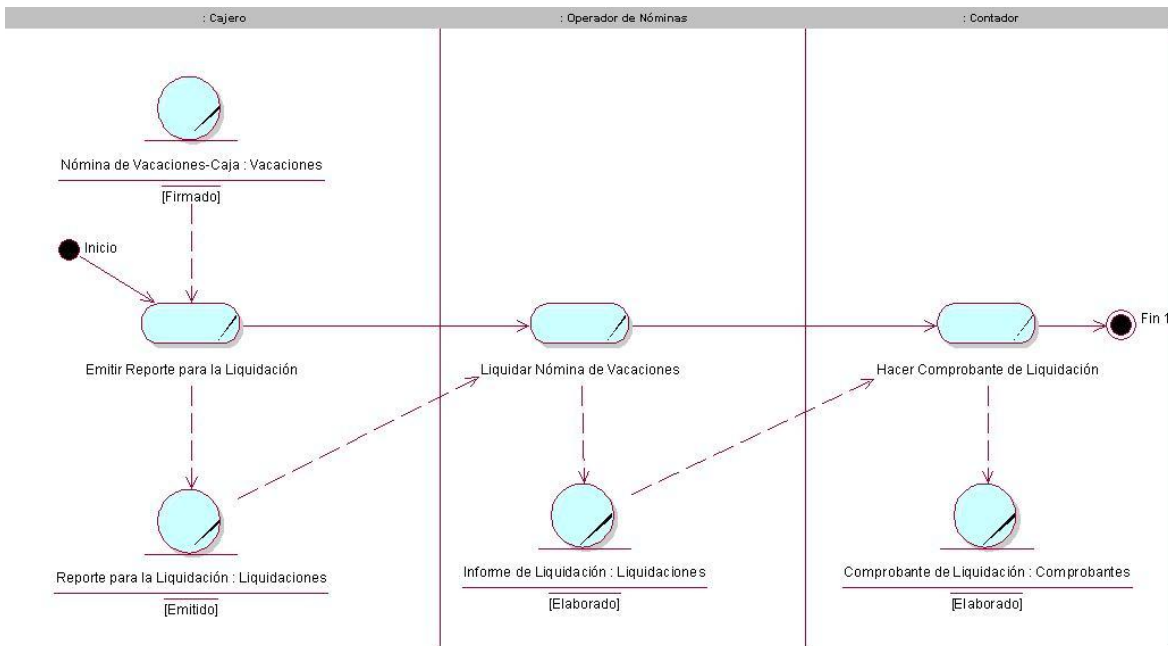 : Cajero
: Operador de Nóminas
: Contador
Nómina de Vacaciones-Caja : Vacaciones
[Firmado]
Inicio
Fin 1
Emitir Reporte para la Liquidación
Liquidar Nómina de Vacaciones
Hacer Comprobante de Liquidación
Reporte para la Liquidación : Liquidaciones
[Emitido]
Informe de Liquidación : Liquidaciones
[Elaborado]
Comprobante de Liquidación : Comprobantes
[Elaborado]